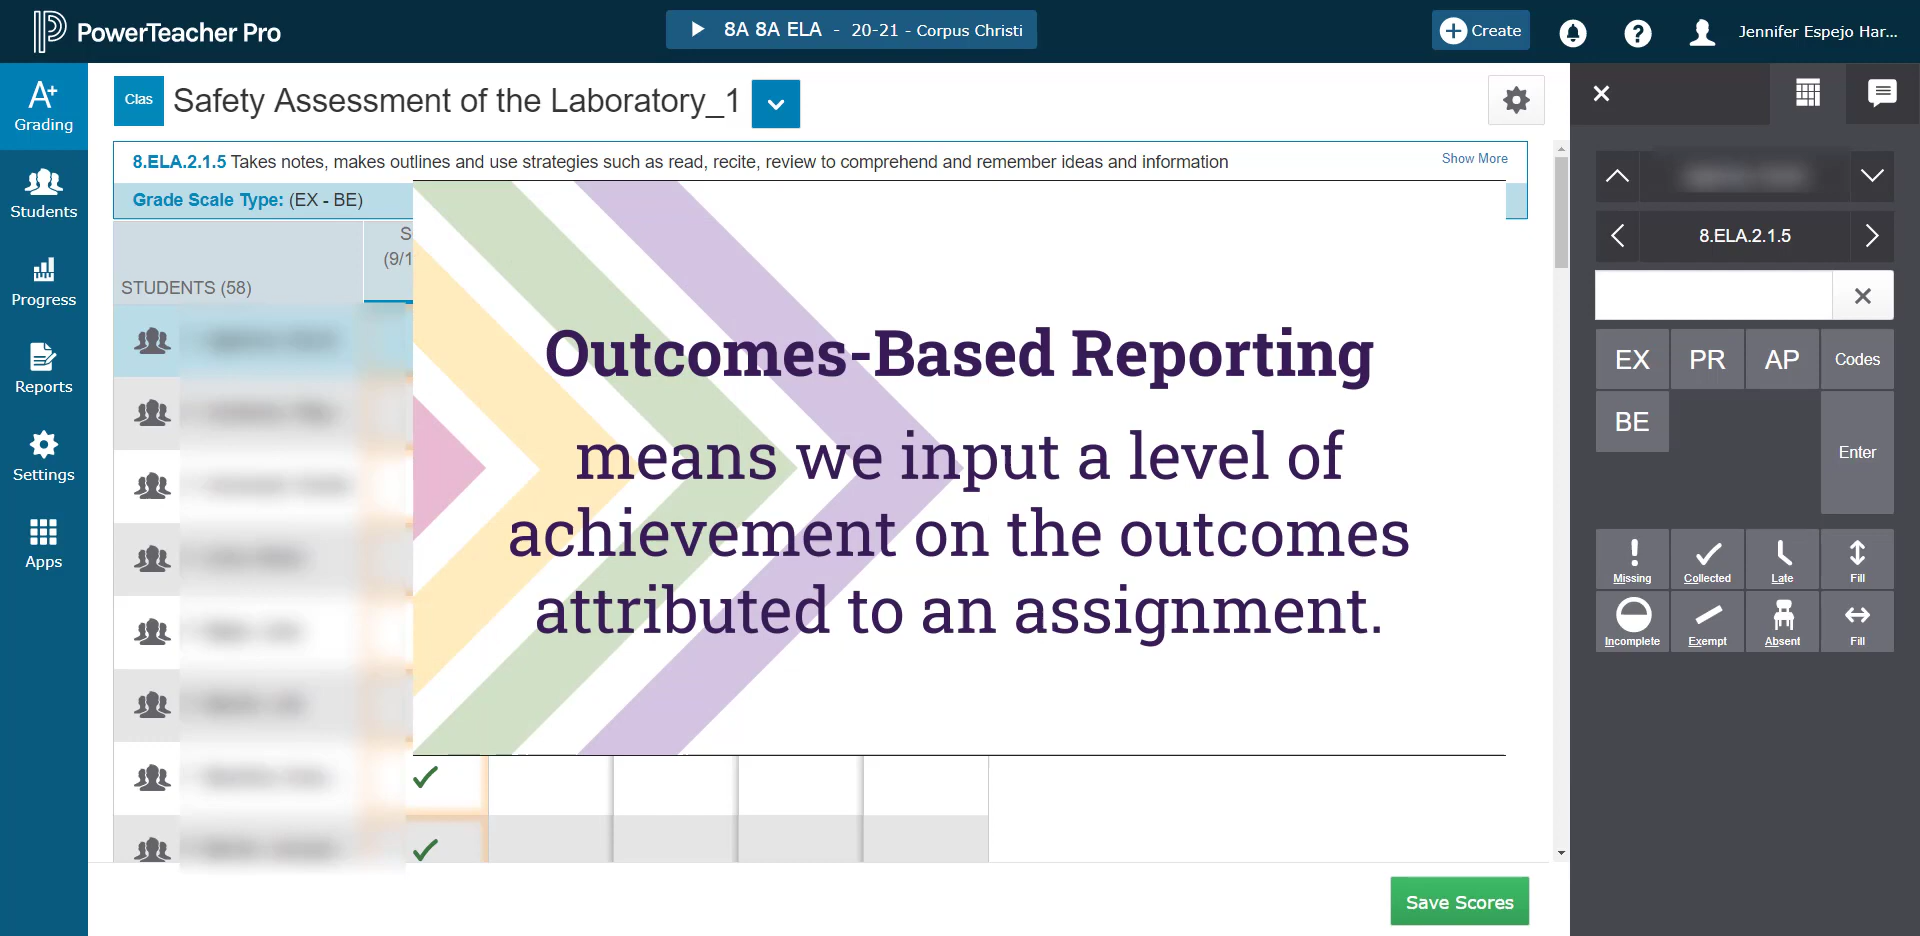 PowerTeacher Pro
8A 8A ELA - 20-21 - Corpus Christi
Create
Jennifer Espejo Har...
Grading
Students
Progress
Reports
Settings
Apps
Clas
Safety Assessment of the Laboratory_1
8.ELA.2.1.5 Takes notes, makes outlines and use strategies such as read, recite, review to comprehend and remember ideas and information
Show More
Grade Scale Type: (EX - BE)
S
(9/1
STUDENTS (58)
Outcomes-Based Reporting
means we input a level of
achievement on the outcomes
attributed to an assignment.
Save Scores
8.ELA.2.1.5
EX PR AP Codes
BE
Enter
Missing Collected Late Fill
Incomplete Exempt Absent Fill